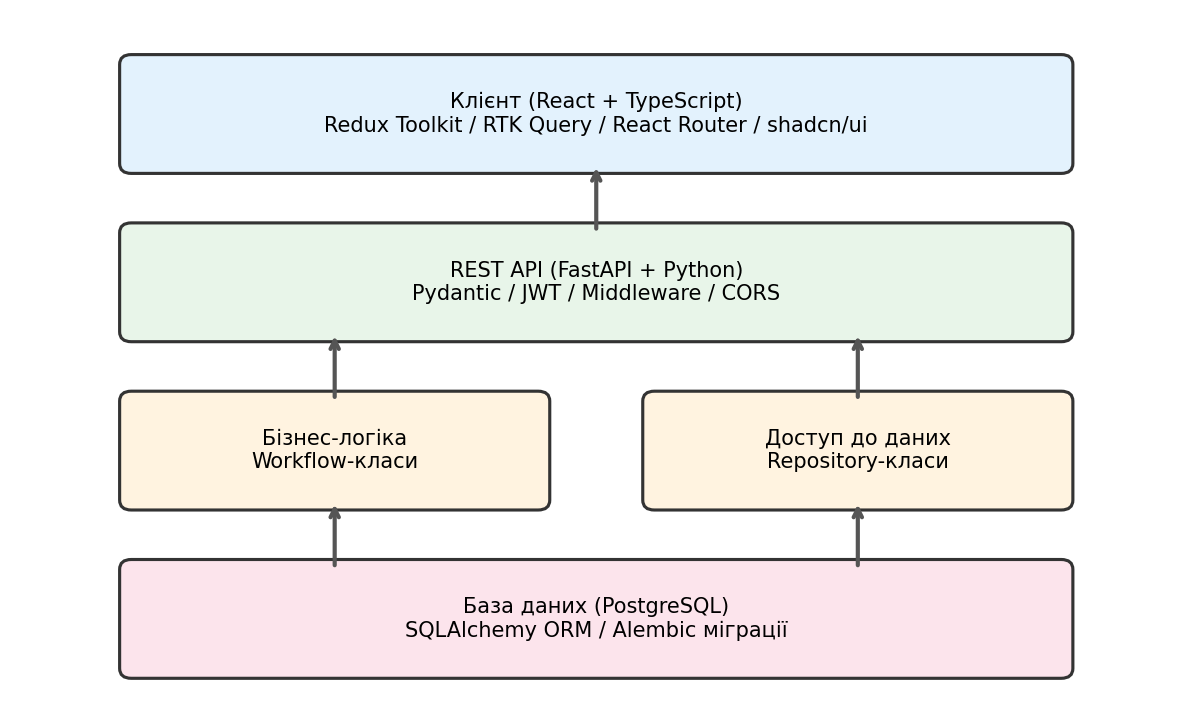 Клієнт (React + TypeScript)
Redux Toolkit / RTK Query / React Router / shadcn/ui
REST API (FastAPI + Python)
Pydantic / JWT / Middleware / CORS
Бізнес-логіка
Workflow-класи
Доступ до даних
Repository-класи
База даних (PostgreSQL)
SQLAlchemy ORM / Alembic міграції